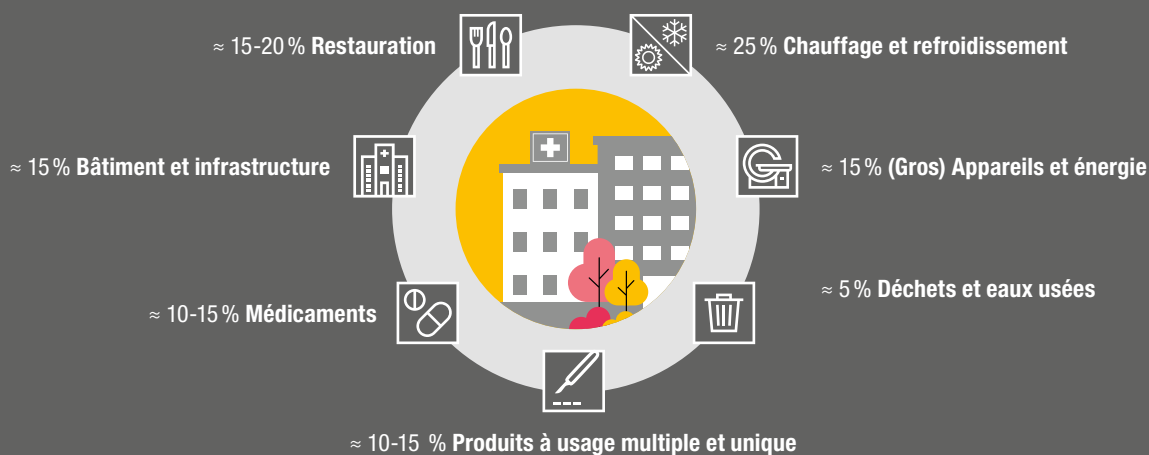 ≈ 15-20 % Restauration
≈ 25 % Chauffage et refroidissement
≈ 15 % Bâtiment et infrastructure
≈ 15 % (Gros) Appareils et énergie
≈ 5 % Déchets et eaux usées
≈ 10-15 % Médicaments
≈ 10-15 % Produits à usage multiple et unique